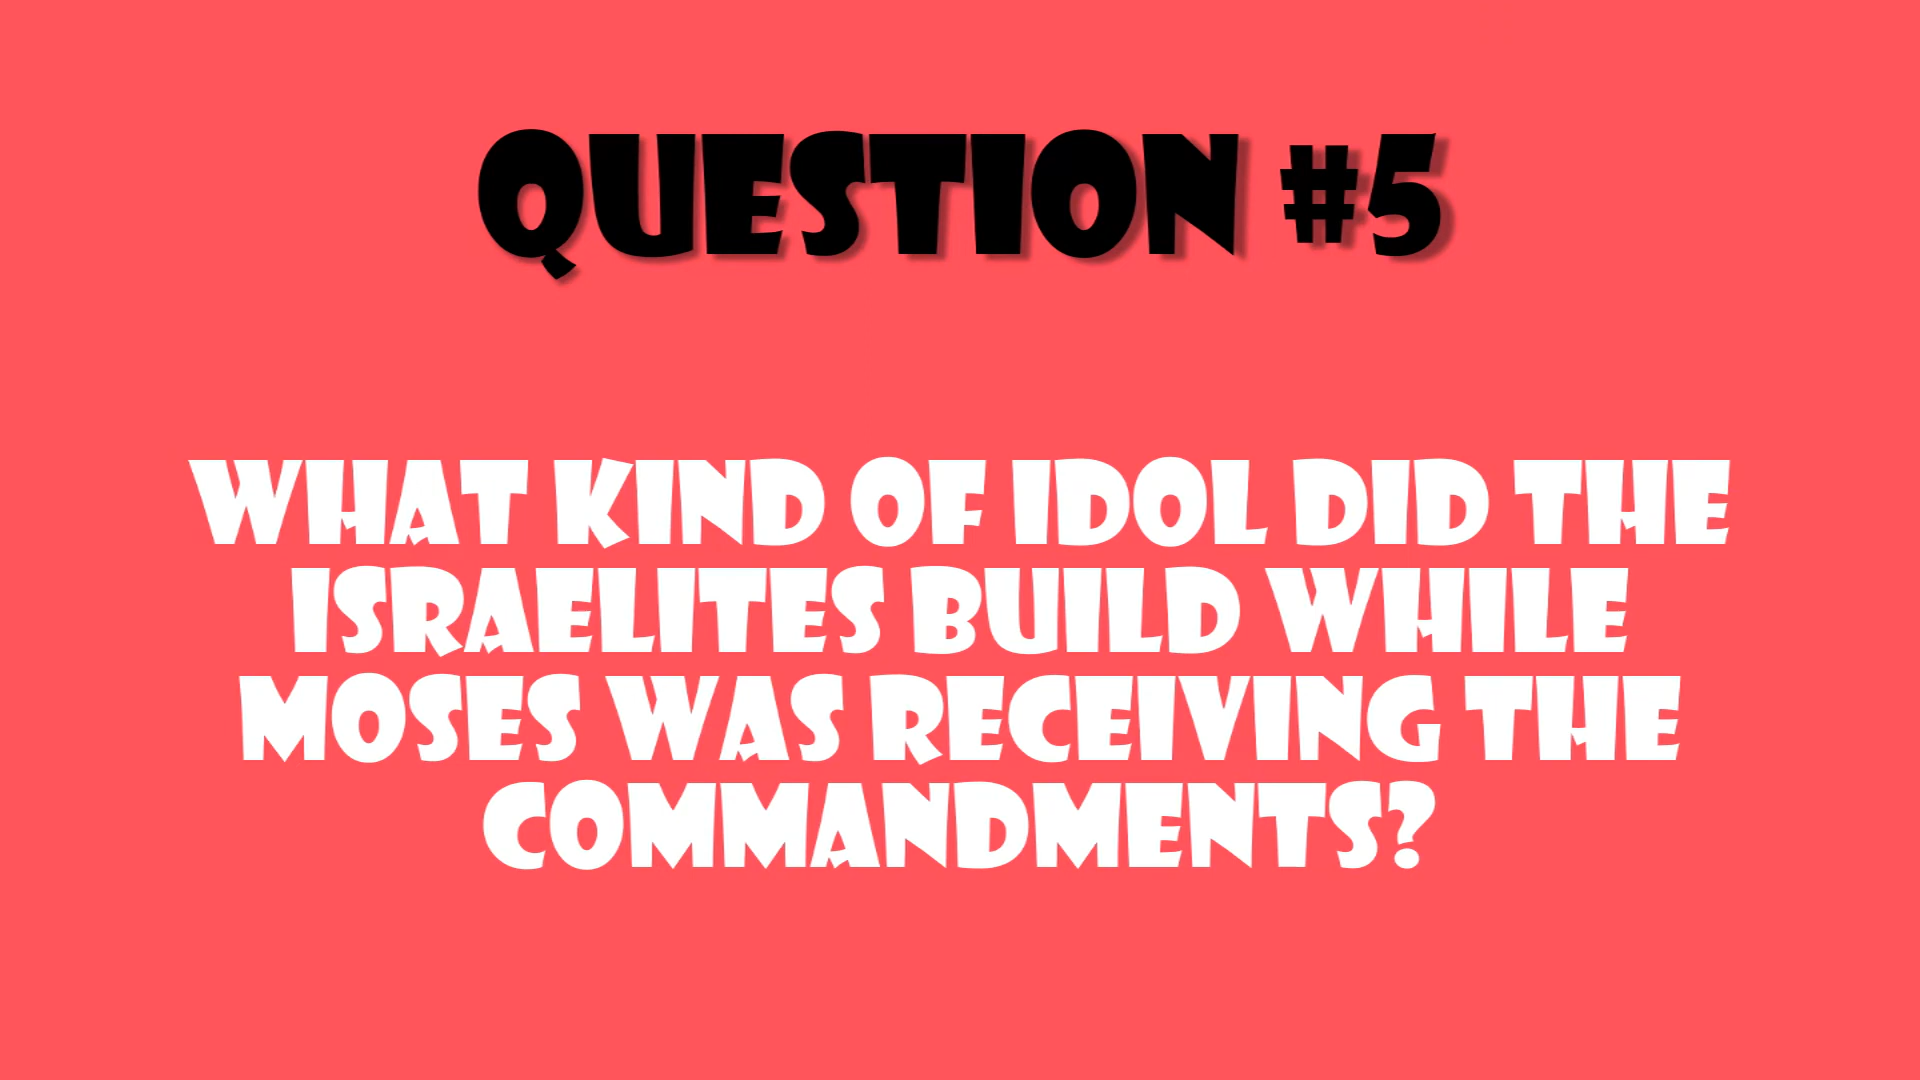 QUESTION #5
WHAT KIND OF IDOL DID THE
ISRAELITES BUILD WHILE
MOSES WAS RECEIVING THE
COMMANDMENTS?